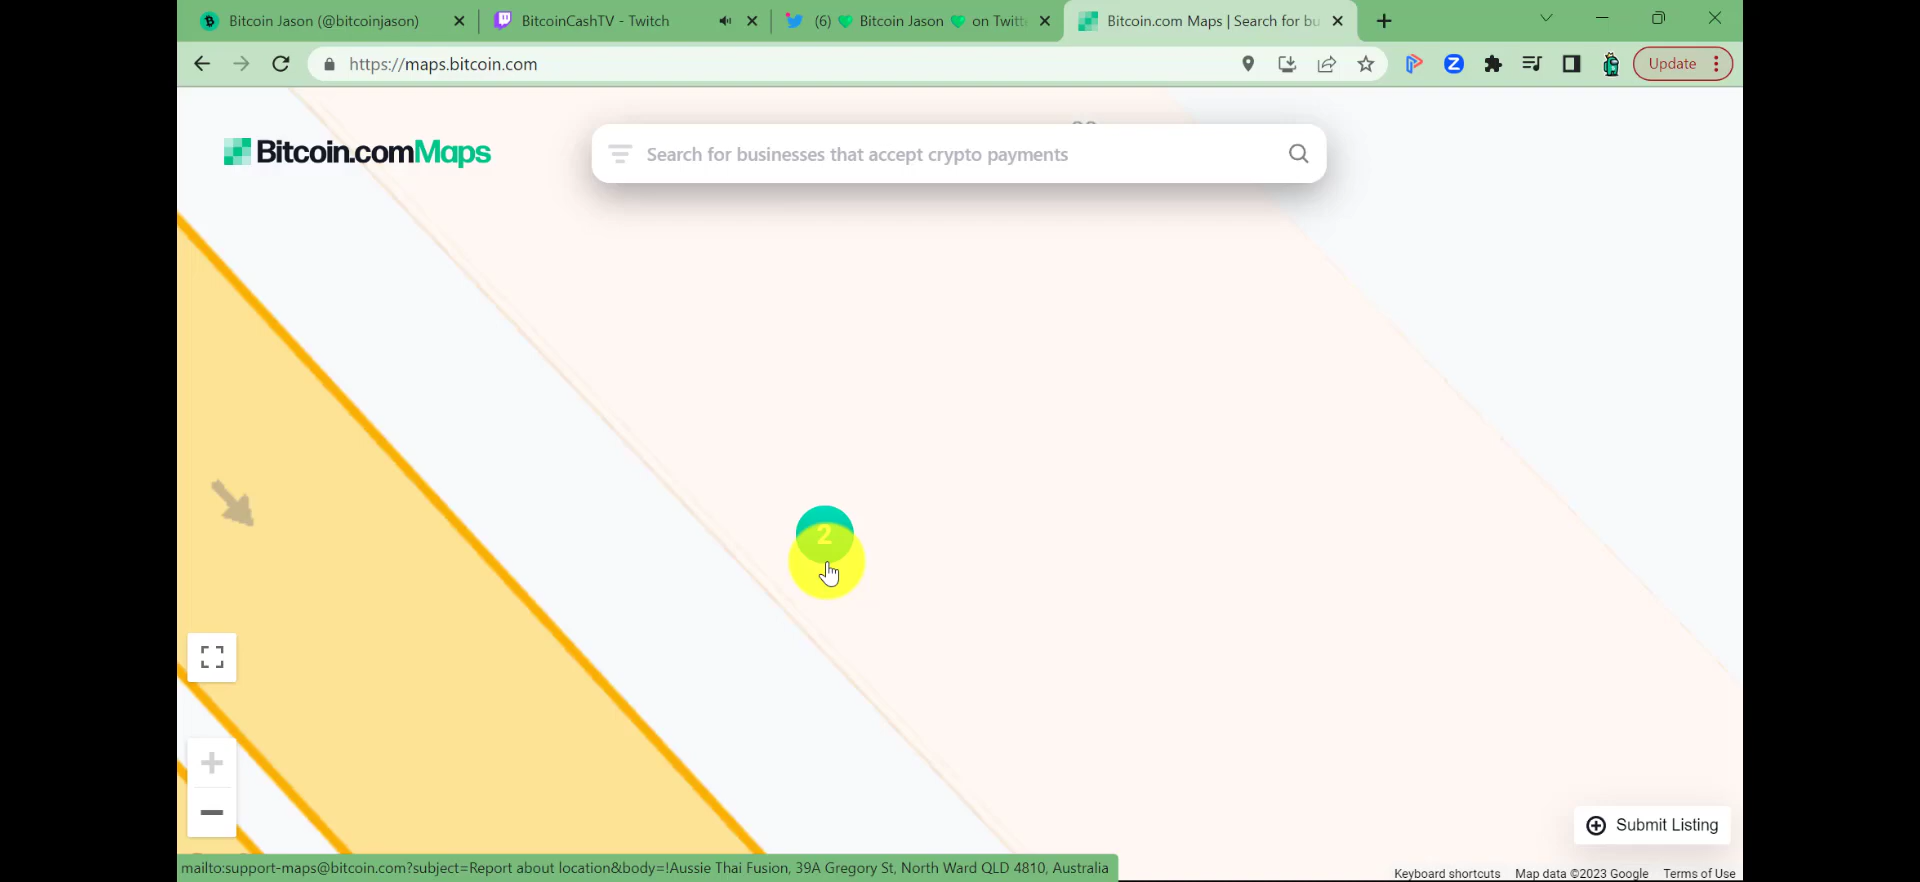 Bitcoin Jason (@bitcoinjason)
BitcoinCashTV - Twitch
(6) 💚 Bitcoin Jason 💚 on Twitt
Bitcoin.com Maps | Search for bu
https://maps.bitcoin.com
Update
Bitcoin.comMaps
Search for businesses that accept crypto payments
2
Submit Listing
mailto:support-maps@bitcoin.com?subject=Report about location&body=!Aussie Thai Fusion, 39A Gregory St, North Ward QLD 4810, Australia
Keyboard shortcuts Map data ©2023 Google Terms of Use